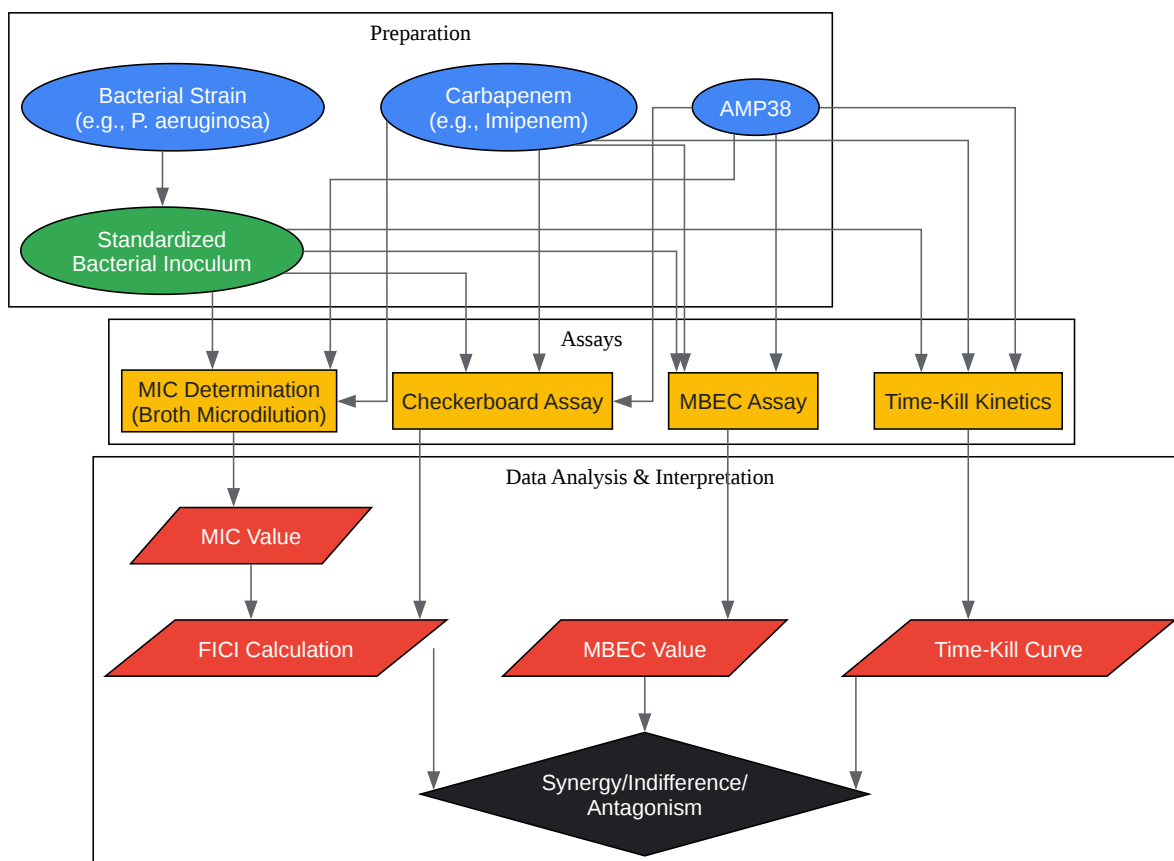 Preparation
Bacterial Strain
(e.g., P. aeruginosa)
Carbapenem
(e.g., Imipenem)
AMP38
Standardized
Bacterial Inoculum
Assays
MIC Determination
(Broth Microdilution)
Checkerboard Assay
MBEC Assay
Time-Kill Kinetics
Data Analysis & Interpretation
MIC Value
FICI Calculation
MBEC Value
Time-Kill Curve
Synergy/Indifference/
Antagonism